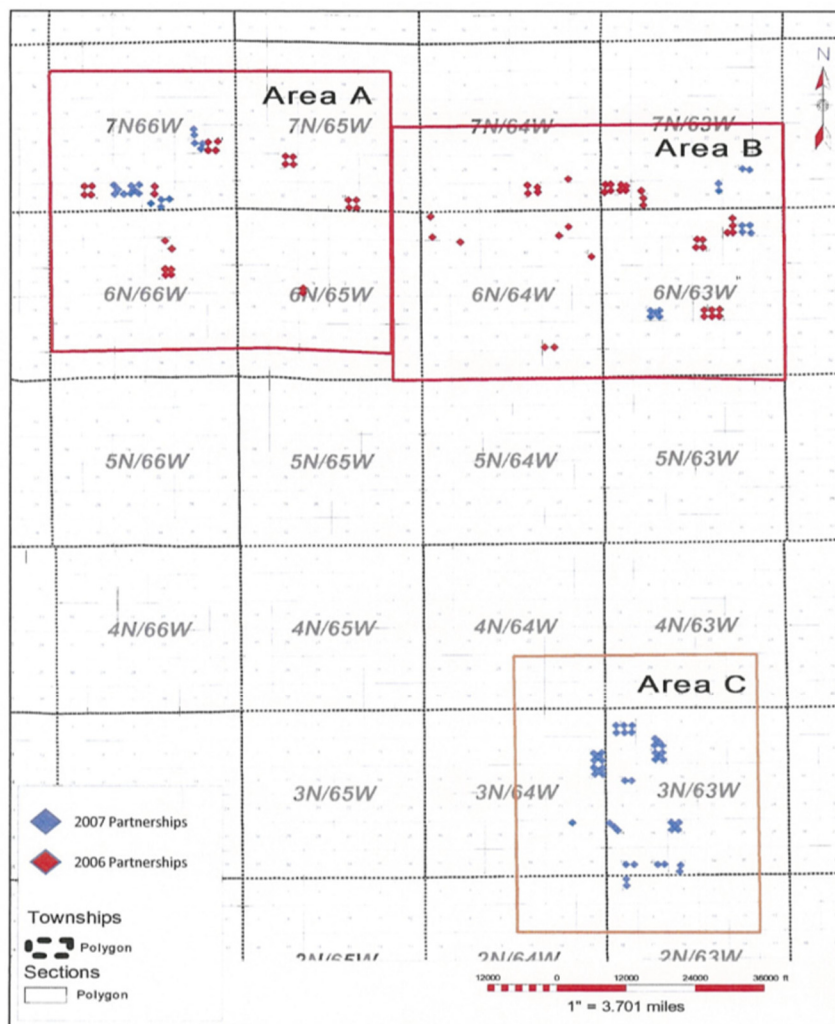 N
Area A
7N66W
7N/65W
7N/64W
7N/63W
Area B
6N/66W
6N/65W
6N/64W
6N/63W
5N/66W
5N/65W
5N/64W
5N/63W
4N/66W
4N/65W
4N/64W
4N/63W
Area C
3N/65W
3N/64W
3N/63W
2007 Partnerships
2006 Partnerships
Townships
Polygon
Sections
Polygon
2N/65W
2N/64W
2N/63W
12000 0 12000 24000 36000 ft
1" = 3.701 miles